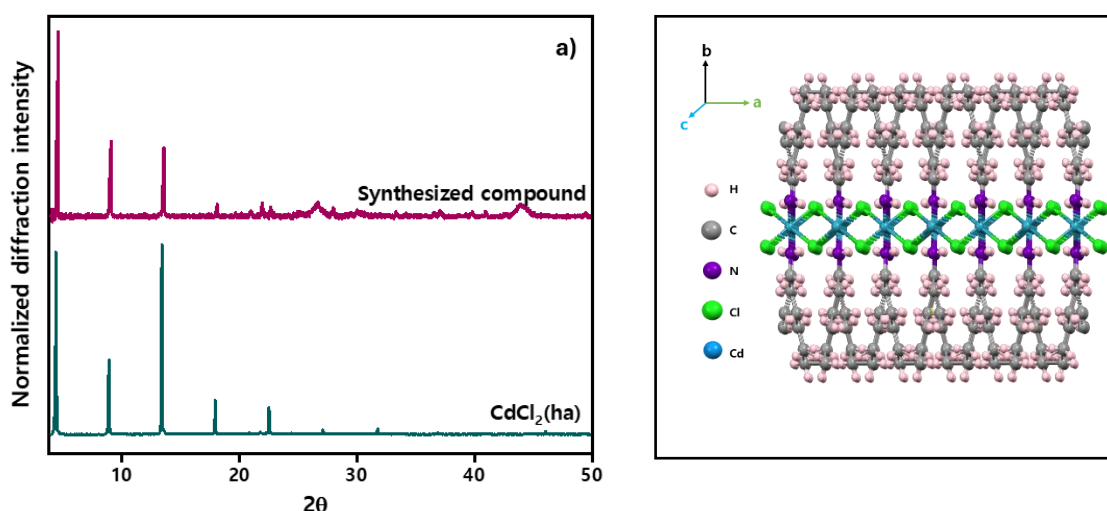 a)
Normalized diffraction intensity
Synthesized compound
CdCl₂(ha)
10 20 30 40 50
2θ
b
a
c
H
C
N
Cl
Cd